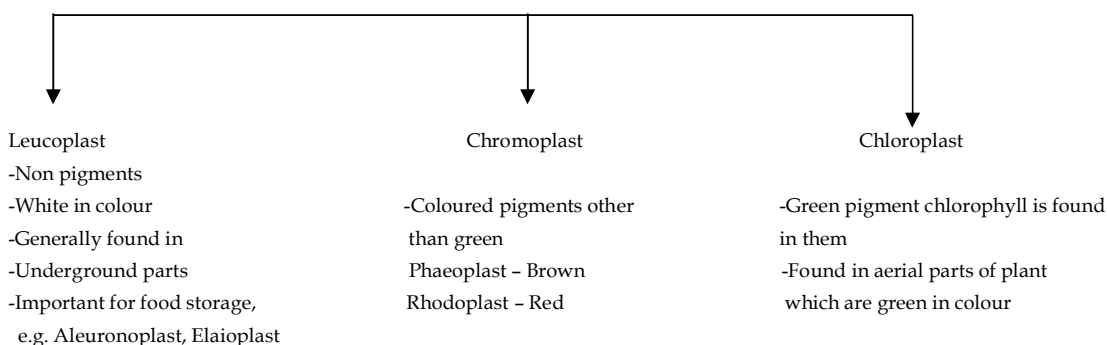 Leucoplast
-Non pigments
-White in colour
-Generally found in
-Underground parts
-Important for food storage,
e.g. Aleuronoplast, Elaioplast
Chromoplast
-Coloured pigments other
than green
Phaeoplast – Brown
Rhodoplast – Red
Chloroplast
-Green pigment chlorophyll is found
in them
-Found in aerial parts of plant
which are green in colour